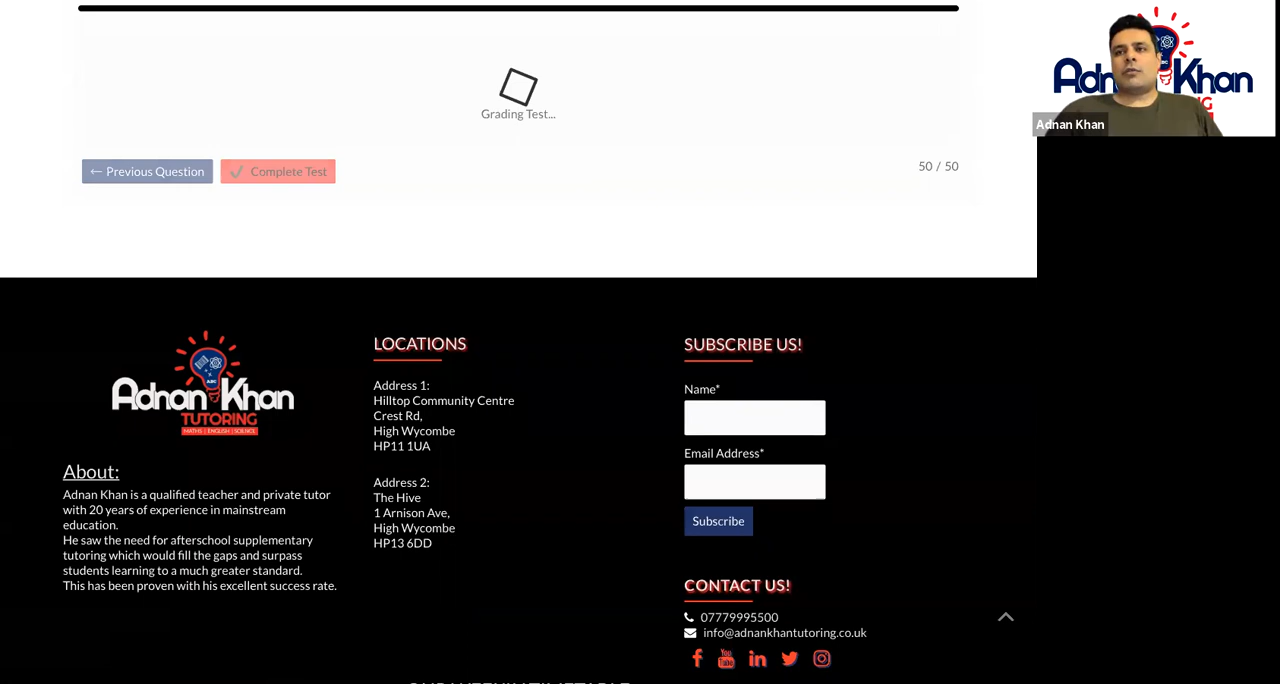 Grading Test...
← Previous Question
✔ Complete Test
50 / 50
Adnan Khan
Adnan Khan
Adnan Khan
TUTORING
MATHS | ENGLISH | SCIENCE
About:
Adnan Khan is a qualified teacher and private tutor
with 20 years of experience in mainstream
education.
He saw the need for afterschool supplementary
tutoring which would fill the gaps and surpass
students learning to a much greater standard.
This has been proven with his excellent success rate.
LOCATIONS
Address 1:
Hilltop Community Centre
Crest Rd,
High Wycombe
HP11 1UA
Address 2:
The Hive
1 Arnison Ave,
High Wycombe
HP13 6DD
SUBSCRIBE US!
Name*
Email Address*
Subscribe
CONTACT US!
07779995500
info@adnankhantutoring.co.uk